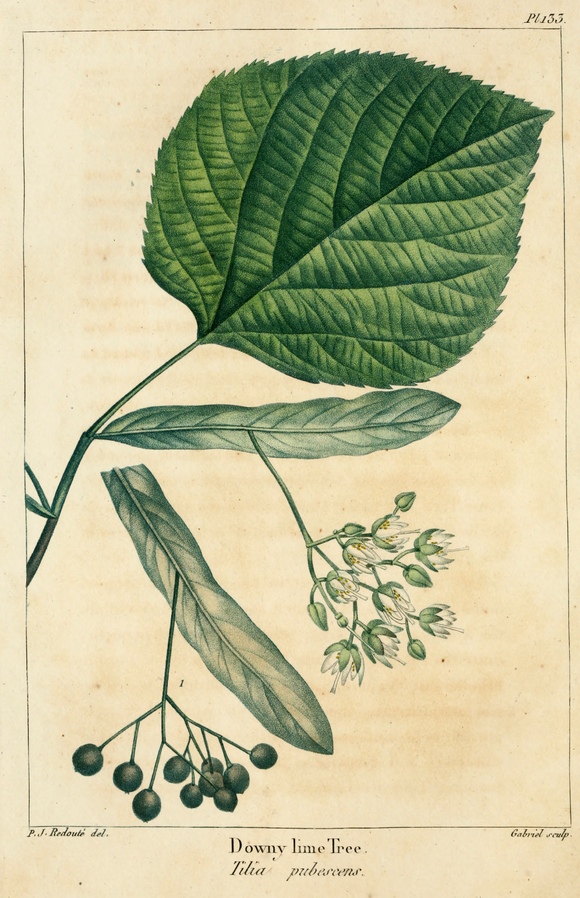 Pl.133.
1
P. J. Redouté del.
Gabriel sculp.
Downy lime Tree.
Tilia pubescens.